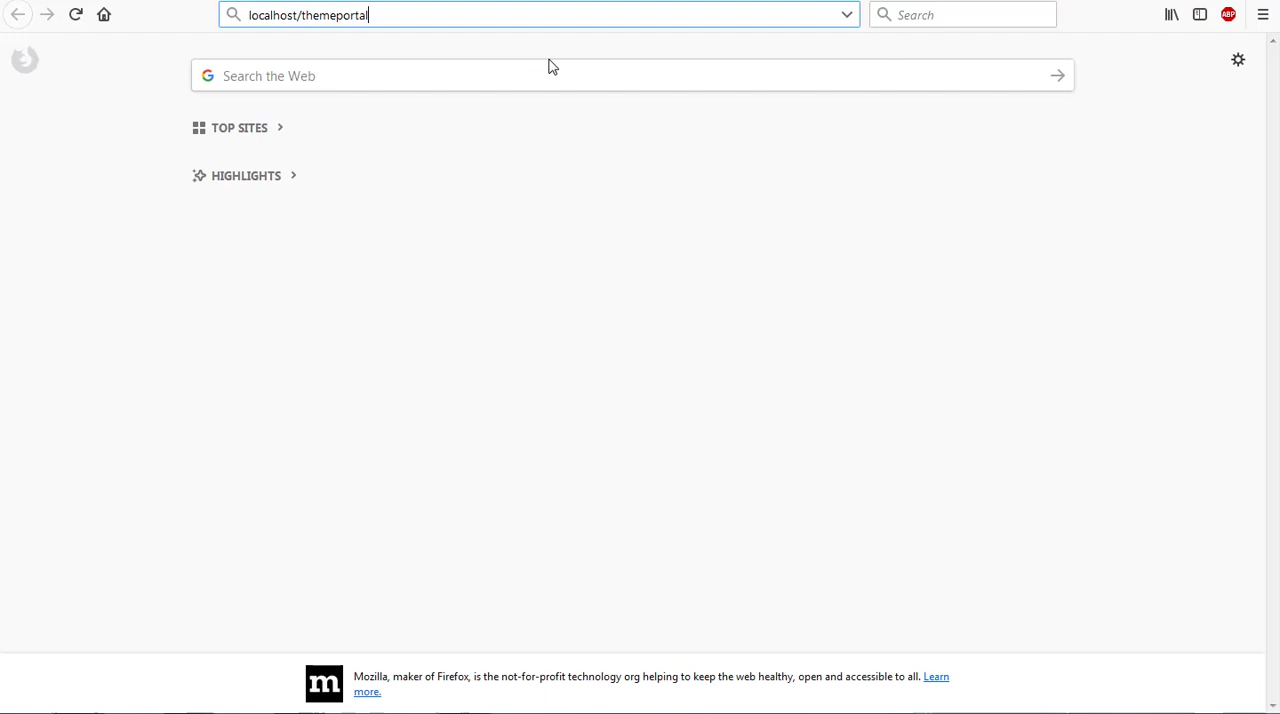 localhost/themeportal
Search
ABP
Search the Web
TOP SITES
HIGHLIGHTS
m
Mozilla, maker of Firefox, is the not-for-profit technology org helping to keep the web healthy, open and accessible to all. Learn
more.